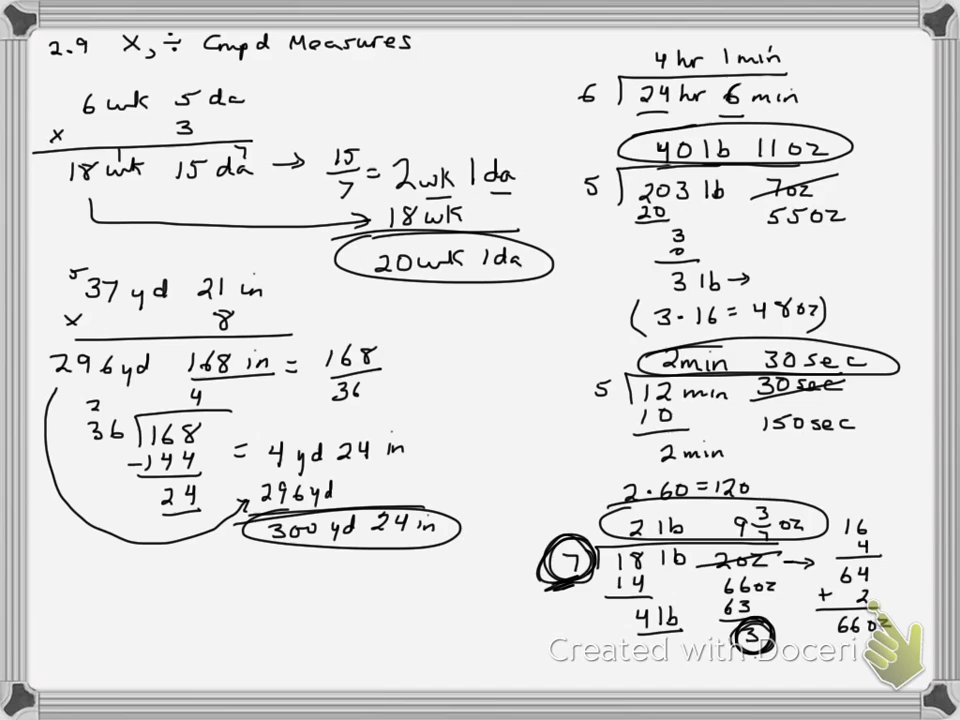 2.9 X, ÷ Cmpd Measures
6 wk 5 da
x 3
18 wk 15 da → 15/7 = 2 wk 1 da
1 7
18 wk
20 wk 1 da
5
37 yd 21 in
x 8
296 yd 168 in = 168/36
4
2
36 ) 168
-144
24
= 4 yd 24 in
296 yd
300 yd 24 in
4 hr 1 min
6 ) 24 hr 6 min
40 lb 11 oz
5 ) 203 lb 7 oz
20 55 oz
3
0
3 lb →
(3 · 16 = 48 oz)
2 min 30 sec
5 ) 12 min 30 sec
10 150 sec
2 min
2 · 60 = 120
2 lb 9 3/7 oz
7 ) 18 lb 2 oz →
14 66 oz
4 lb 63
3
16
4
64
+ 2
66 oz
Created with Doceri